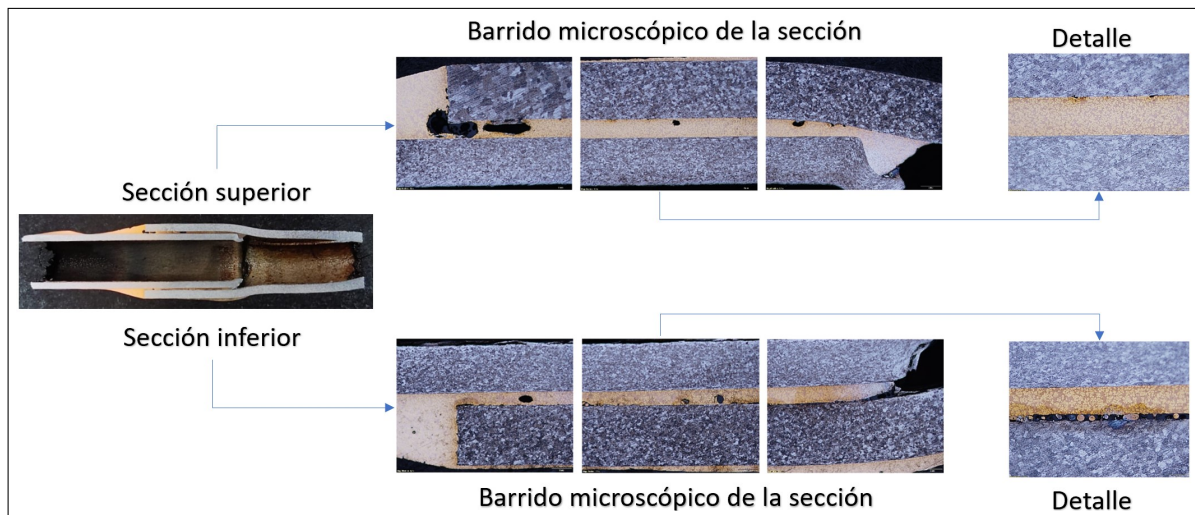 Barrido microscópico de la sección
Detalle
Sección superior
Sección inferior
Barrido microscópico de la sección
Detalle